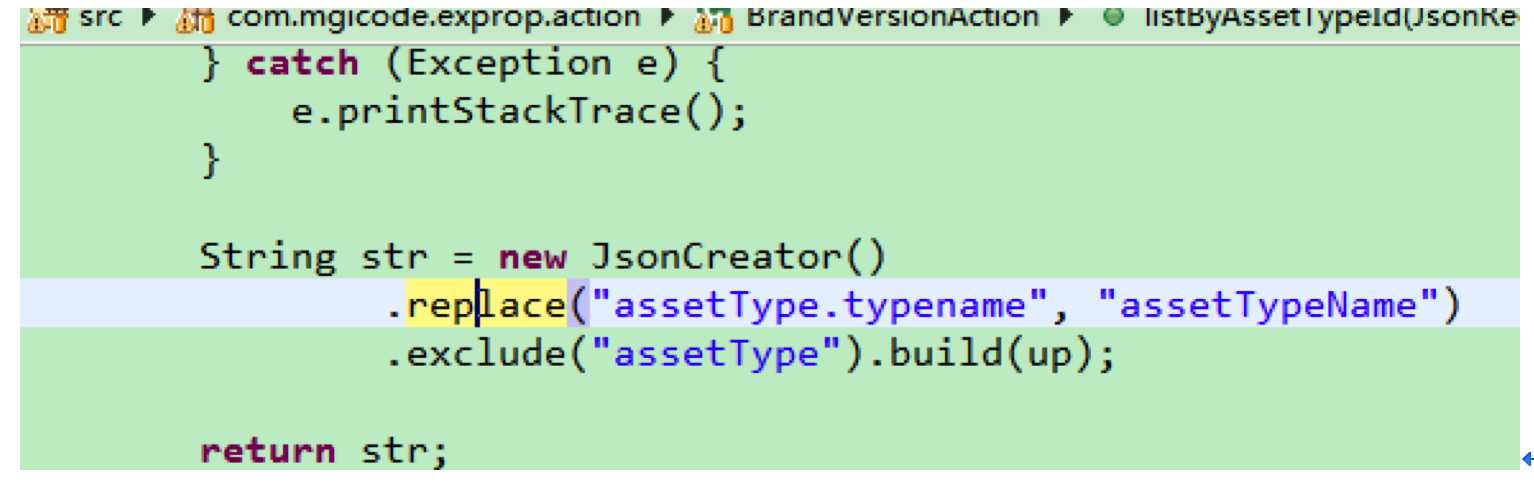 src com.mgicode.exprop.action BrandVersionAction listByAssetTypeId(JsonRe
} catch (Exception e) {
e.printStackTrace();
}
String str = new JsonCreator()
.replace("assetType.typename", "assetTypeName")
.exclude("assetType").build(up);
return str;